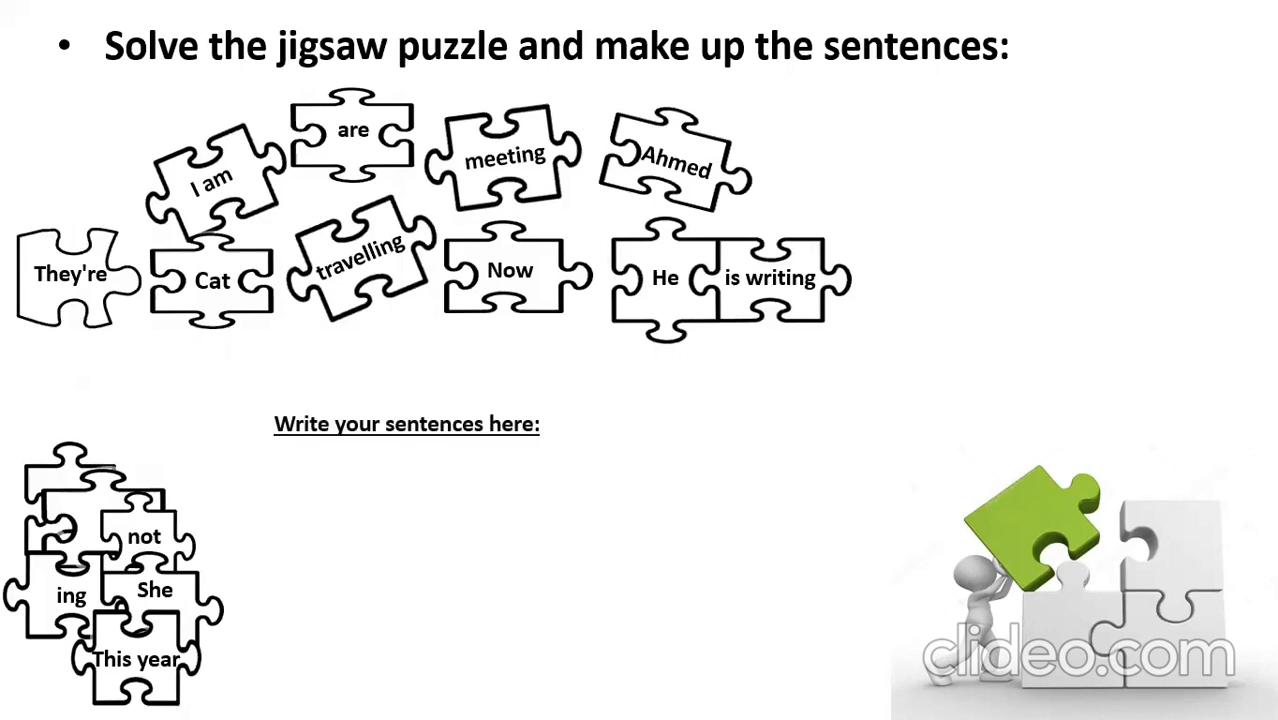 • Solve the jigsaw puzzle and make up the sentences:
are
meeting
Ahmed
I am
They're
Cat
travelling
Now
He
is writing
Write your sentences here:
not
ing
She
This year
clideo.com